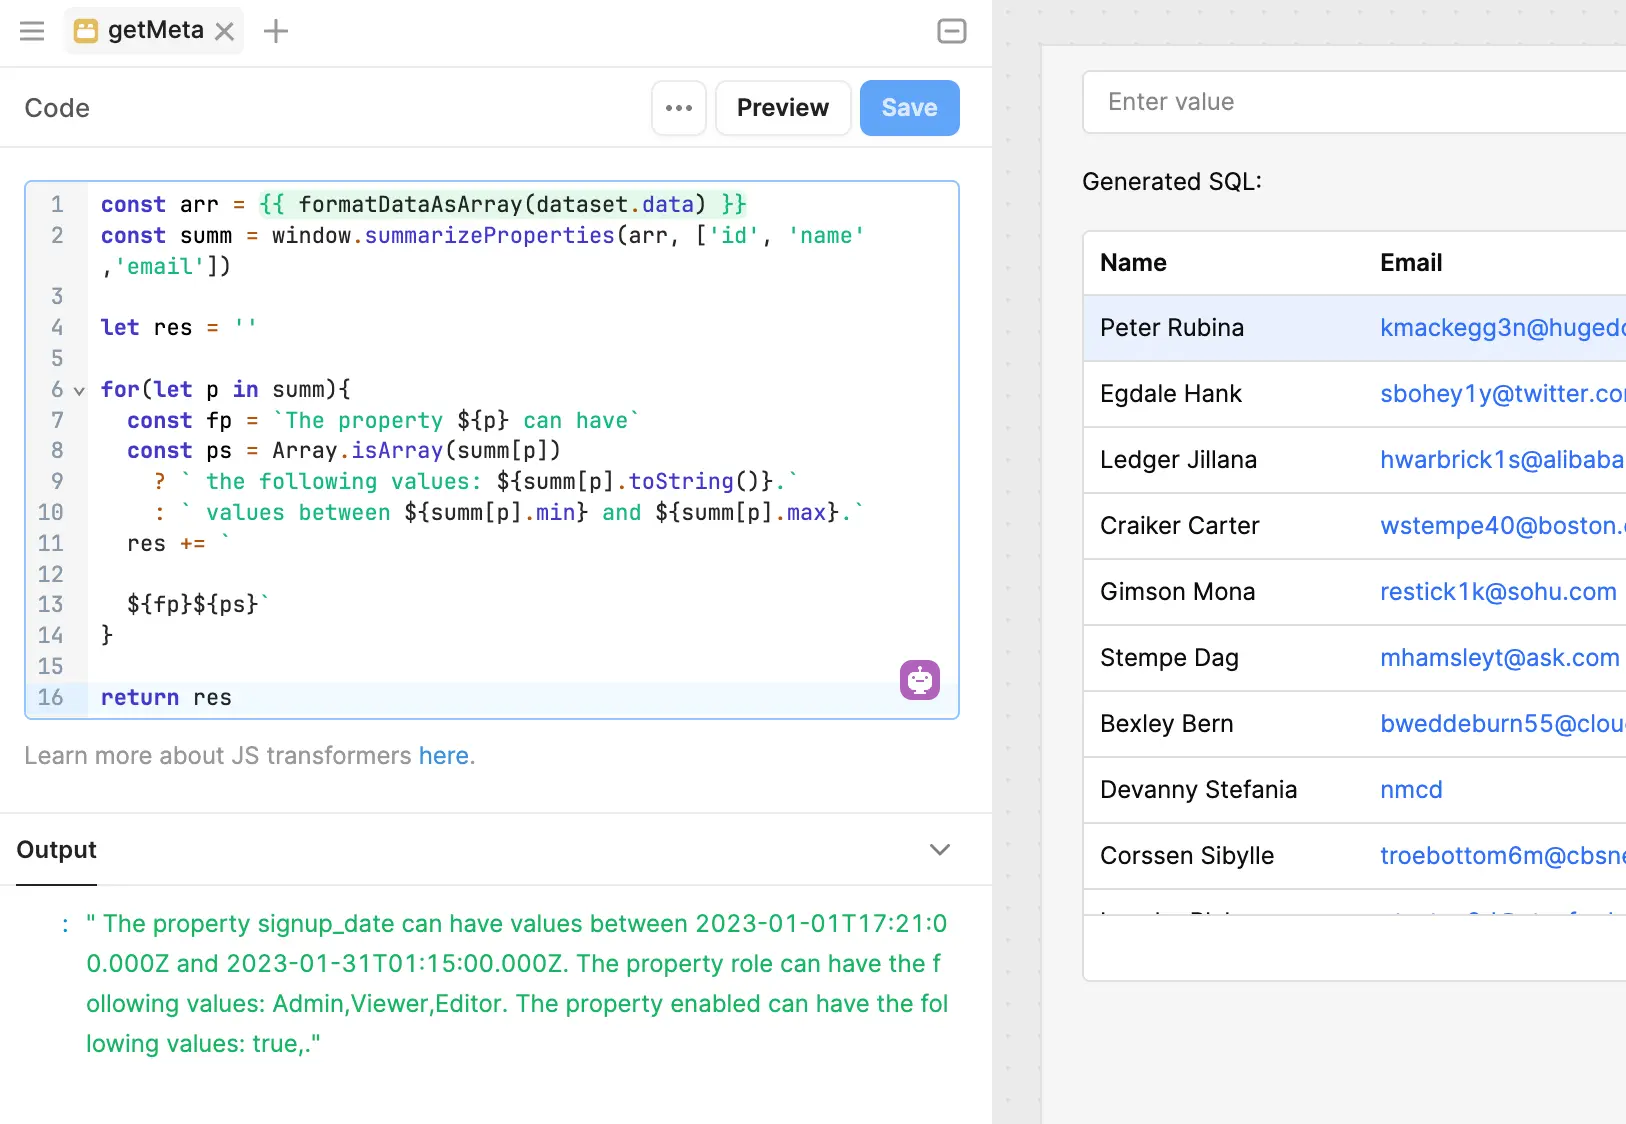 getMeta
Code
Preview
Save
1 const arr = {{ formatDataAsArray(dataset.data) }}
2 const summ = window.summarizeProperties(arr, ['id', 'name'
,'email'])
3
4 let res = ''
5
6 for(let p in summ){
7 const fp = `The property ${p} can have`
8 const ps = Array.isArray(summ[p])
9 ? ` the following values: ${summ[p].toString()}.`
10 : ` values between ${summ[p].min} and ${summ[p].max}.`
11 res += `
12
13 ${fp}${ps}`
14 }
15
16 return res
Learn more about JS transformers here.
Output
: " The property signup_date can have values between 2023-01-01T17:21:0
0.000Z and 2023-01-31T01:15:00.000Z. The property role can have the f
ollowing values: Admin,Viewer,Editor. The property enabled can have the fol
lowing values: true,."
Enter value
Generated SQL:
Name Email
Peter Rubina kmackegg3n@hugedo
Egdale Hank sbohey1y@twitter.co
Ledger Jillana hwarbrick1s@alibaba
Craiker Carter wstempe40@boston.
Gimson Mona restick1k@sohu.com
Stempe Dag mhamsleyt@ask.com
Bexley Bern bweddeburn55@clou
Devanny Stefania nmcd
Corssen Sibylle troebottom6m@cbsne